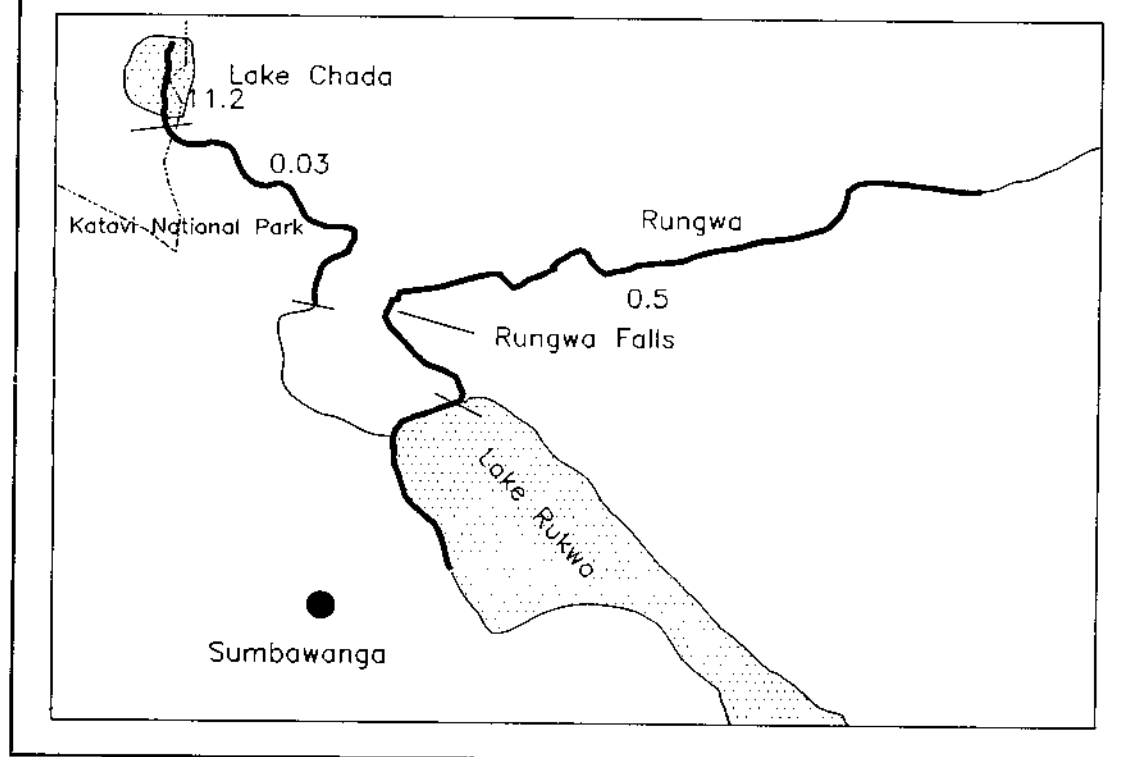 Lake Chada
11.2
0.03
Katavi National Park
Rungwa
0.5
Rungwa Falls
Lake Rukwa
Sumbawanga